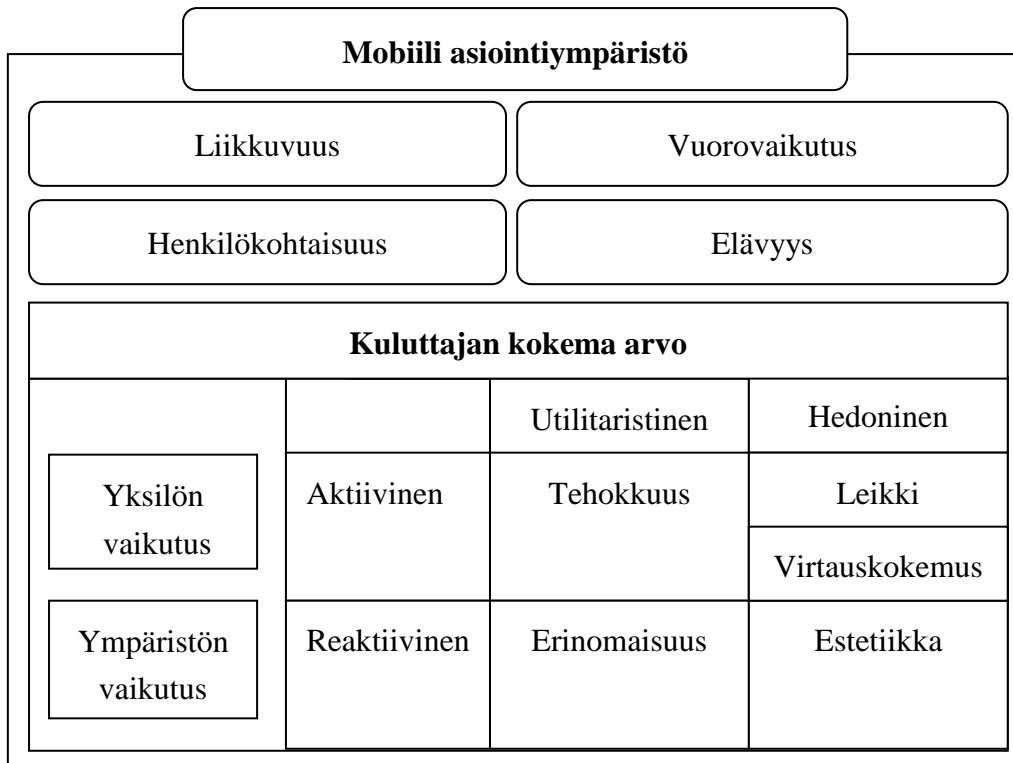 Mobiili asiointiympäristö
Liikkuvuus
Vuorovaikutus
Henkilökohtaisuus
Elävyys
Kuluttajan kokema arvo
Utilitaristinen
Hedoninen
Yksilön
vaikutus
Aktiivinen
Tehokkuus
Leikki
Virtauskokemus
Ympäristön
vaikutus
Reaktiivinen
Erinomaisuus
Estetiikka